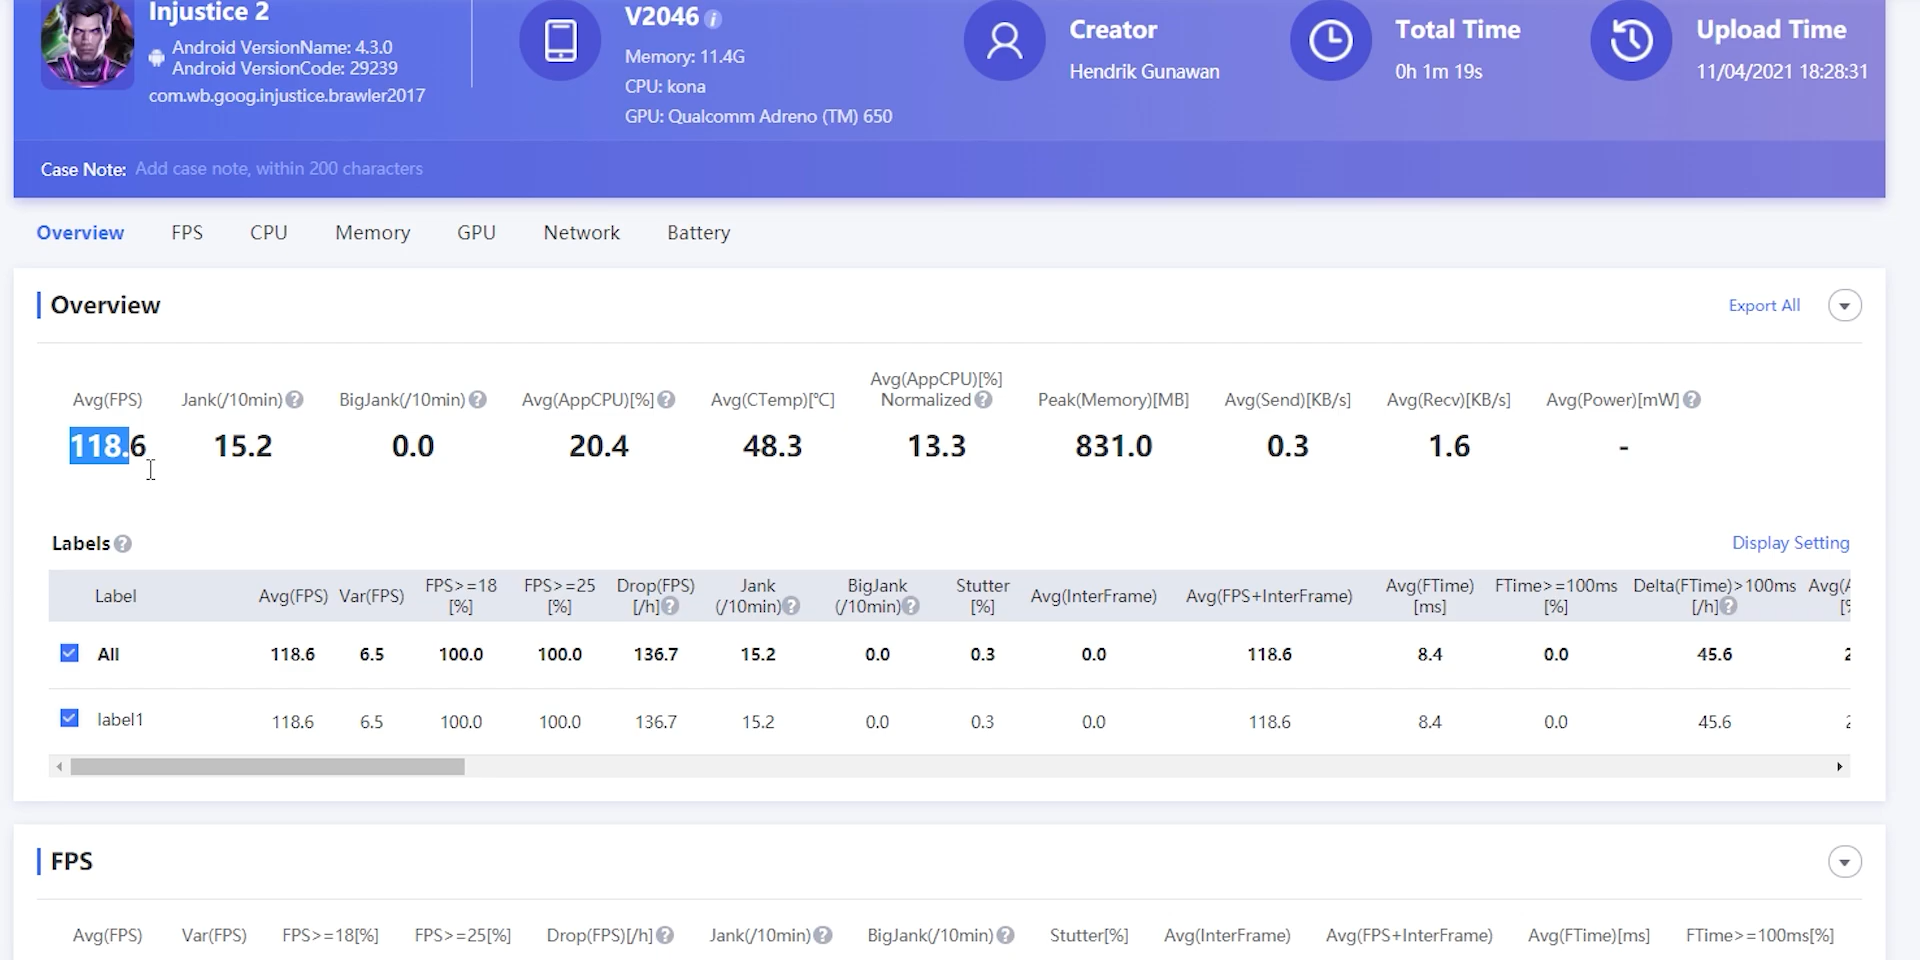 Injustice 2
Android VersionName: 4.3.0
Android VersionCode: 29239
com.wb.goog.injustice.brawler2017
V2046
Memory: 11.4G
CPU: kona
GPU: Qualcomm Adreno (TM) 650
Creator
Hendrik Gunawan
Total Time
0h 1m 19s
Upload Time
11/04/2021 18:28:31
Case Note: Add case note, within 200 characters
Overview FPS CPU Memory GPU Network Battery
Overview Export All
Avg(FPS) Jank(/10min) BigJank(/10min) Avg(AppCPU)[%] Avg(CTemp)[°C] Avg(AppCPU)[%] Normalized Peak(Memory)[MB] Avg(Send)[KB/s] Avg(Recv)[KB/s] Avg(Power)[mW]
118.6 15.2 0.0 20.4 48.3 13.3 831.0 0.3 1.6 -
Labels Display Setting
Label Avg(FPS) Var(FPS) FPS>=18 [%] FPS>=25 [%] Drop(FPS) [/h] Jank (/10min) BigJank (/10min) Stutter [%] Avg(InterFrame) Avg(FPS+InterFrame) Avg(FTime) [ms] FTime>=100ms [%] Delta(FTime)>100ms [/h]
All 118.6 6.5 100.0 100.0 136.7 15.2 0.0 0.3 0.0 118.6 8.4 0.0 45.6
label1 118.6 6.5 100.0 100.0 136.7 15.2 0.0 0.3 0.0 118.6 8.4 0.0 45.6
FPS
Avg(FPS) Var(FPS) FPS>=18[%] FPS>=25[%] Drop(FPS)[/h] Jank(/10min) BigJank(/10min) Stutter[%] Avg(InterFrame) Avg(FPS+InterFrame) Avg(FTime)[ms] FTime>=100ms[%]